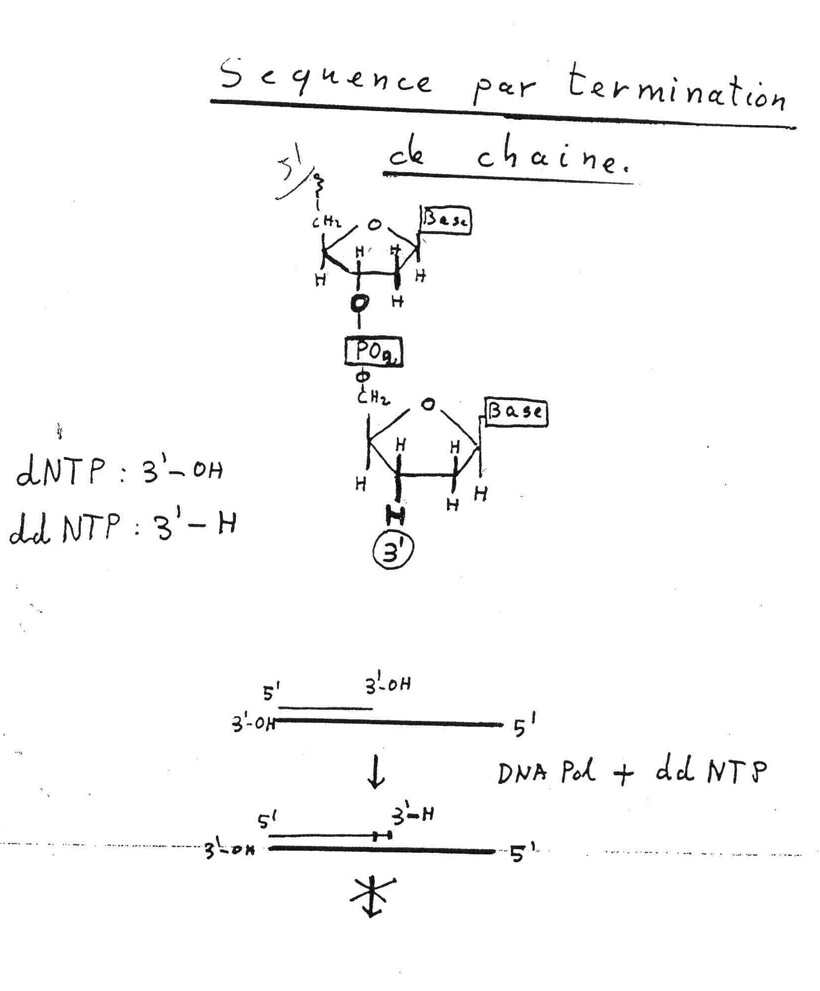 Sequence par termination
de chaine.
5'
CH2 O Base
H H
H H H
O
PO4
O
CH2 O Base
H H
H H H
H
3'
dNTP : 3'-OH
dd NTP : 3'-H
5' 3'-OH
3'-OH 5'
DNA Pol + dd NTP
5' 3'-H
3'-OH 5'